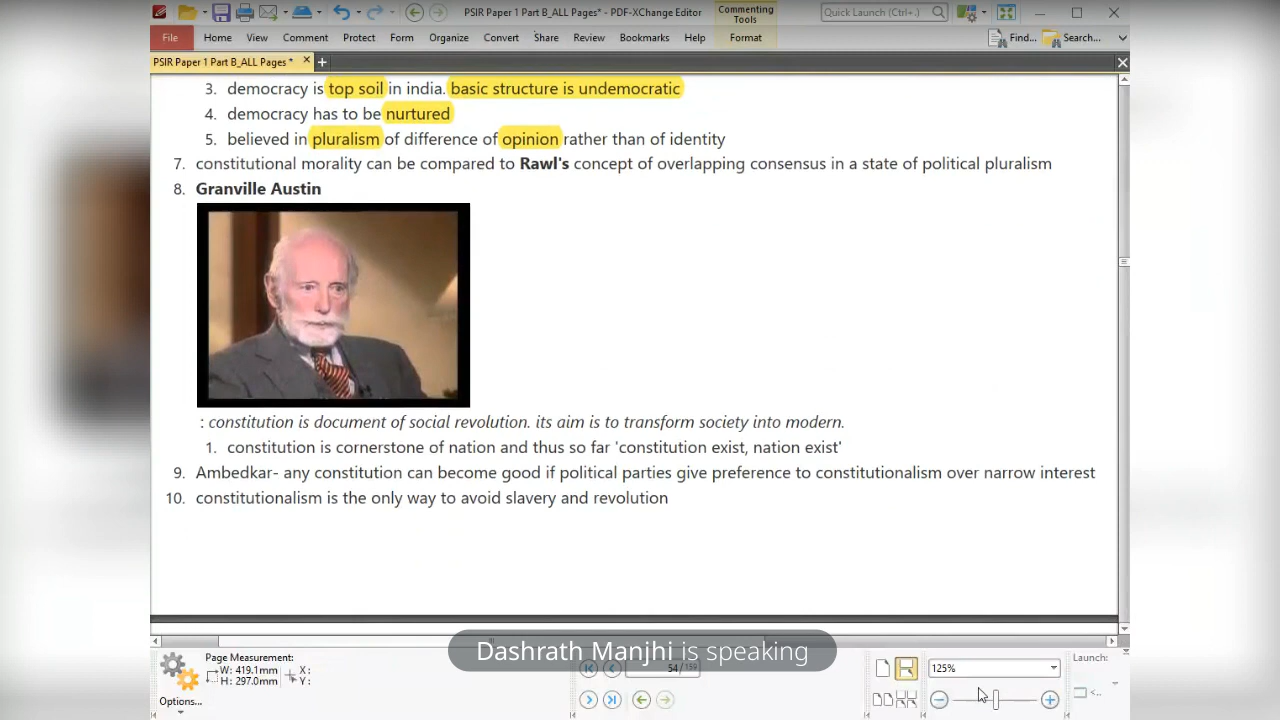 PSIR Paper 1 Part B_ALL Pages* - PDF-XChange Editor
Commenting Tools
Quick Launch (Ctrl+.)
File Home View Comment Protect Form Organize Convert Share Review Bookmarks Help Format Find... Search...
PSIR Paper 1 Part B_ALL Pages *
3. democracy is top soil in india. basic structure is undemocratic
4. democracy has to be nurtured
5. believed in pluralism of difference of opinion rather than of identity
7. constitutional morality can be compared to Rawl's concept of overlapping consensus in a state of political pluralism
8. Granville Austin
: constitution is document of social revolution. its aim is to transform society into modern.
1. constitution is cornerstone of nation and thus so far 'constitution exist, nation exist'
9. Ambedkar- any constitution can become good if political parties give preference to constitutionalism over narrow interest
10. constitutionalism is the only way to avoid slavery and revolution
Dashrath Manjhi is speaking
Options...
Page Measurement:
W: 419.1mm
H: 297.0mm
X:
Y:
54 / 159
125%
Launch: